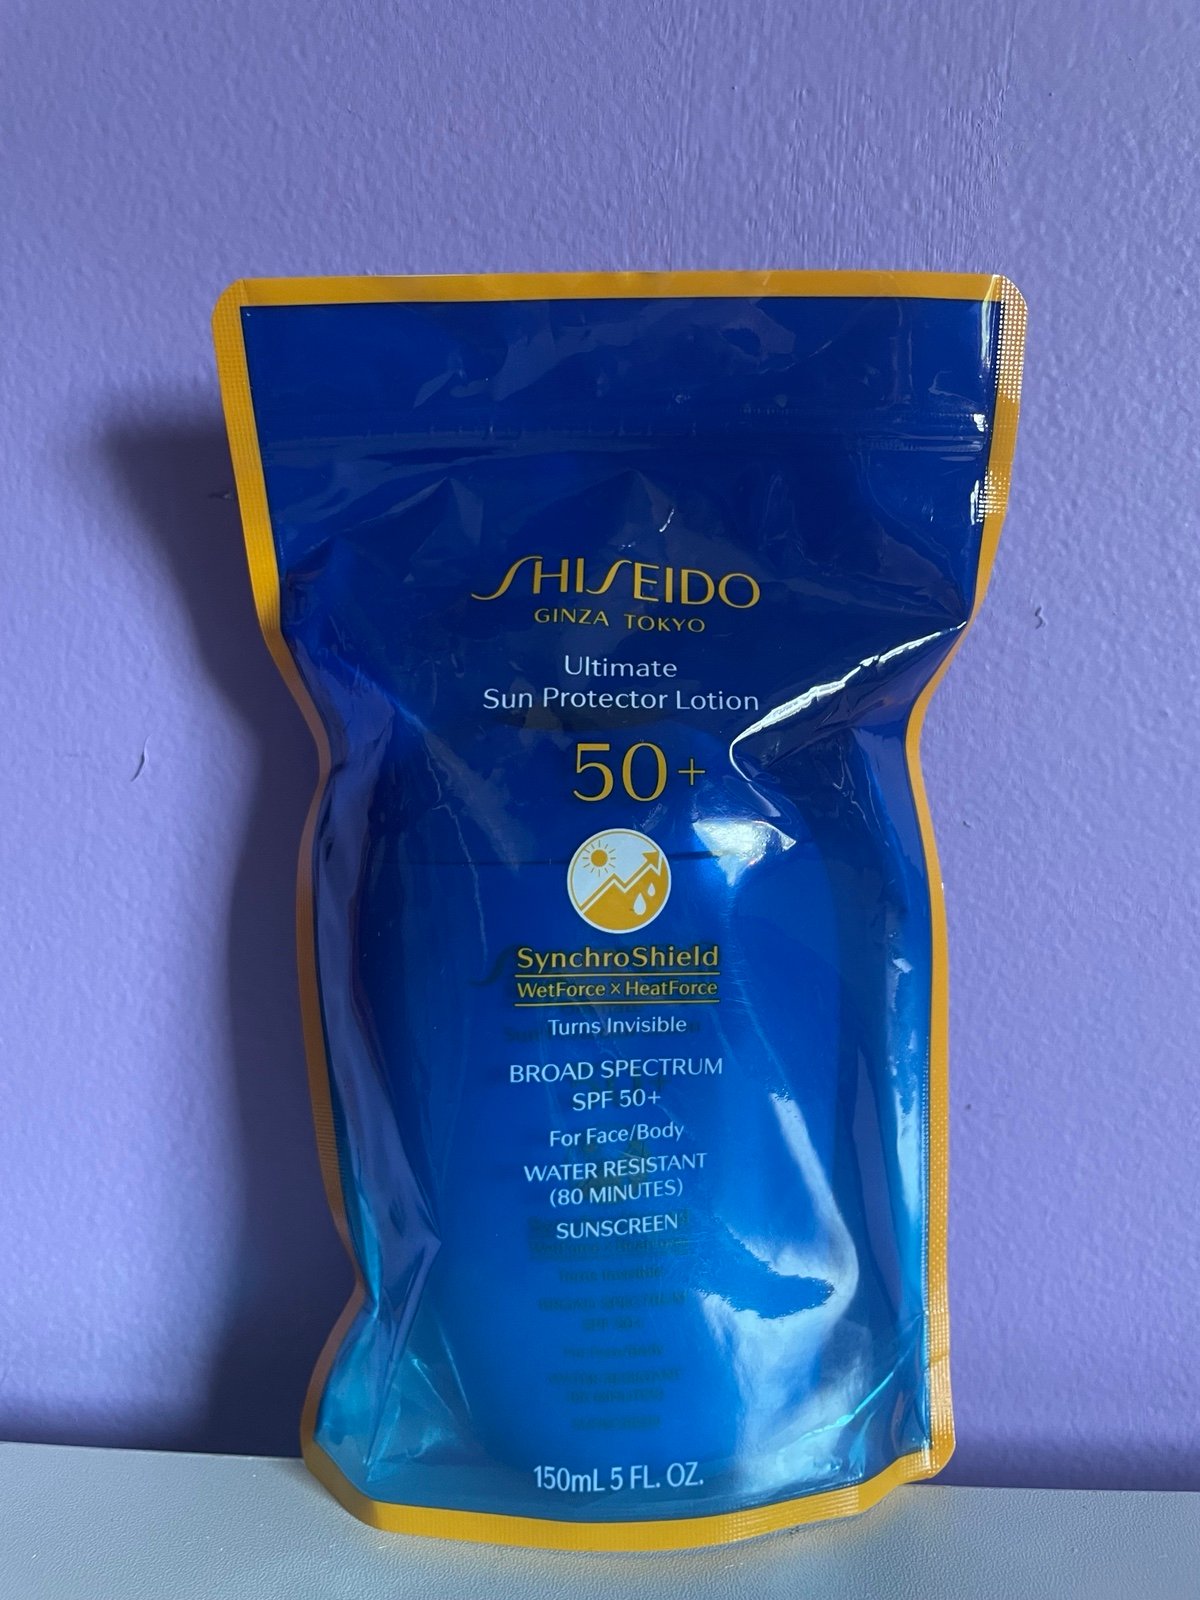 SHISEIDO
GINZA TOKYO
Ultimate
Sun Protector Lotion
50+
SynchroShield
WetForce × HeatForce
Turns Invisible
BROAD SPECTRUM
SPF 50+
For Face/Body
WATER RESISTANT
(80 MINUTES)
SUNSCREEN
150mL 5 FL. OZ.